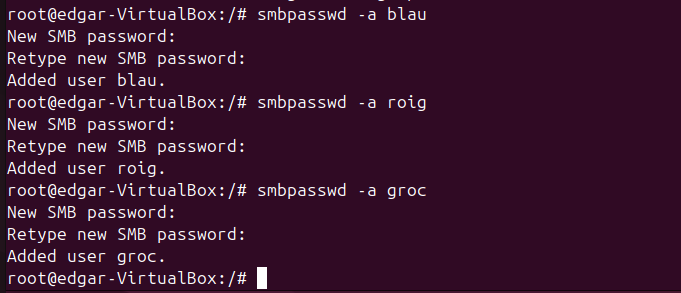 root@edgar-VirtualBox:/# smbpasswd -a blau
New SMB password:
Retype new SMB password:
Added user blau.
root@edgar-VirtualBox:/# smbpasswd -a roig
New SMB password:
Retype new SMB password:
Added user roig.
root@edgar-VirtualBox:/# smbpasswd -a groc
New SMB password:
Retype new SMB password:
Added user groc.
root@edgar-VirtualBox:/#